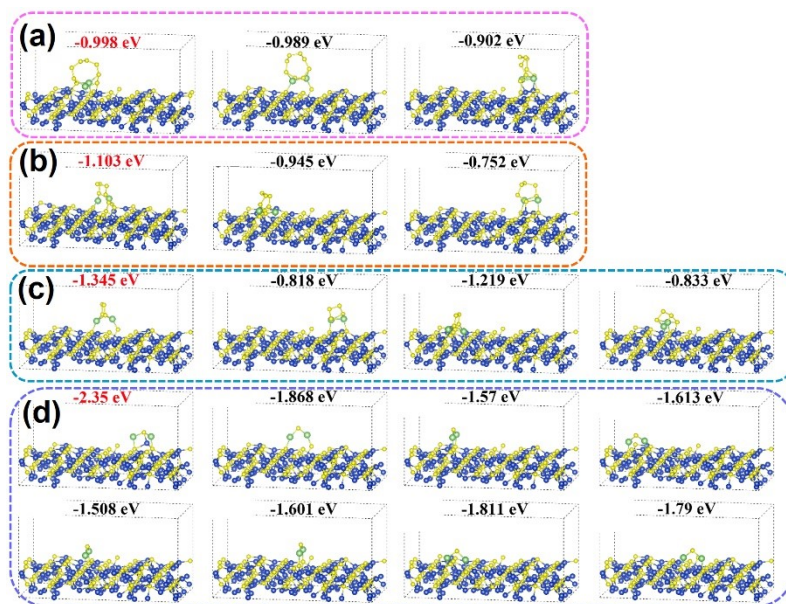 (a)
-0.998 eV -0.989 eV -0.902 eV
(b)
-1.103 eV -0.945 eV -0.752 eV
(c)
-1.345 eV -0.818 eV -1.219 eV -0.833 eV
(d)
-2.35 eV -1.868 eV -1.57 eV -1.613 eV
-1.508 eV -1.601 eV -1.811 eV -1.79 eV